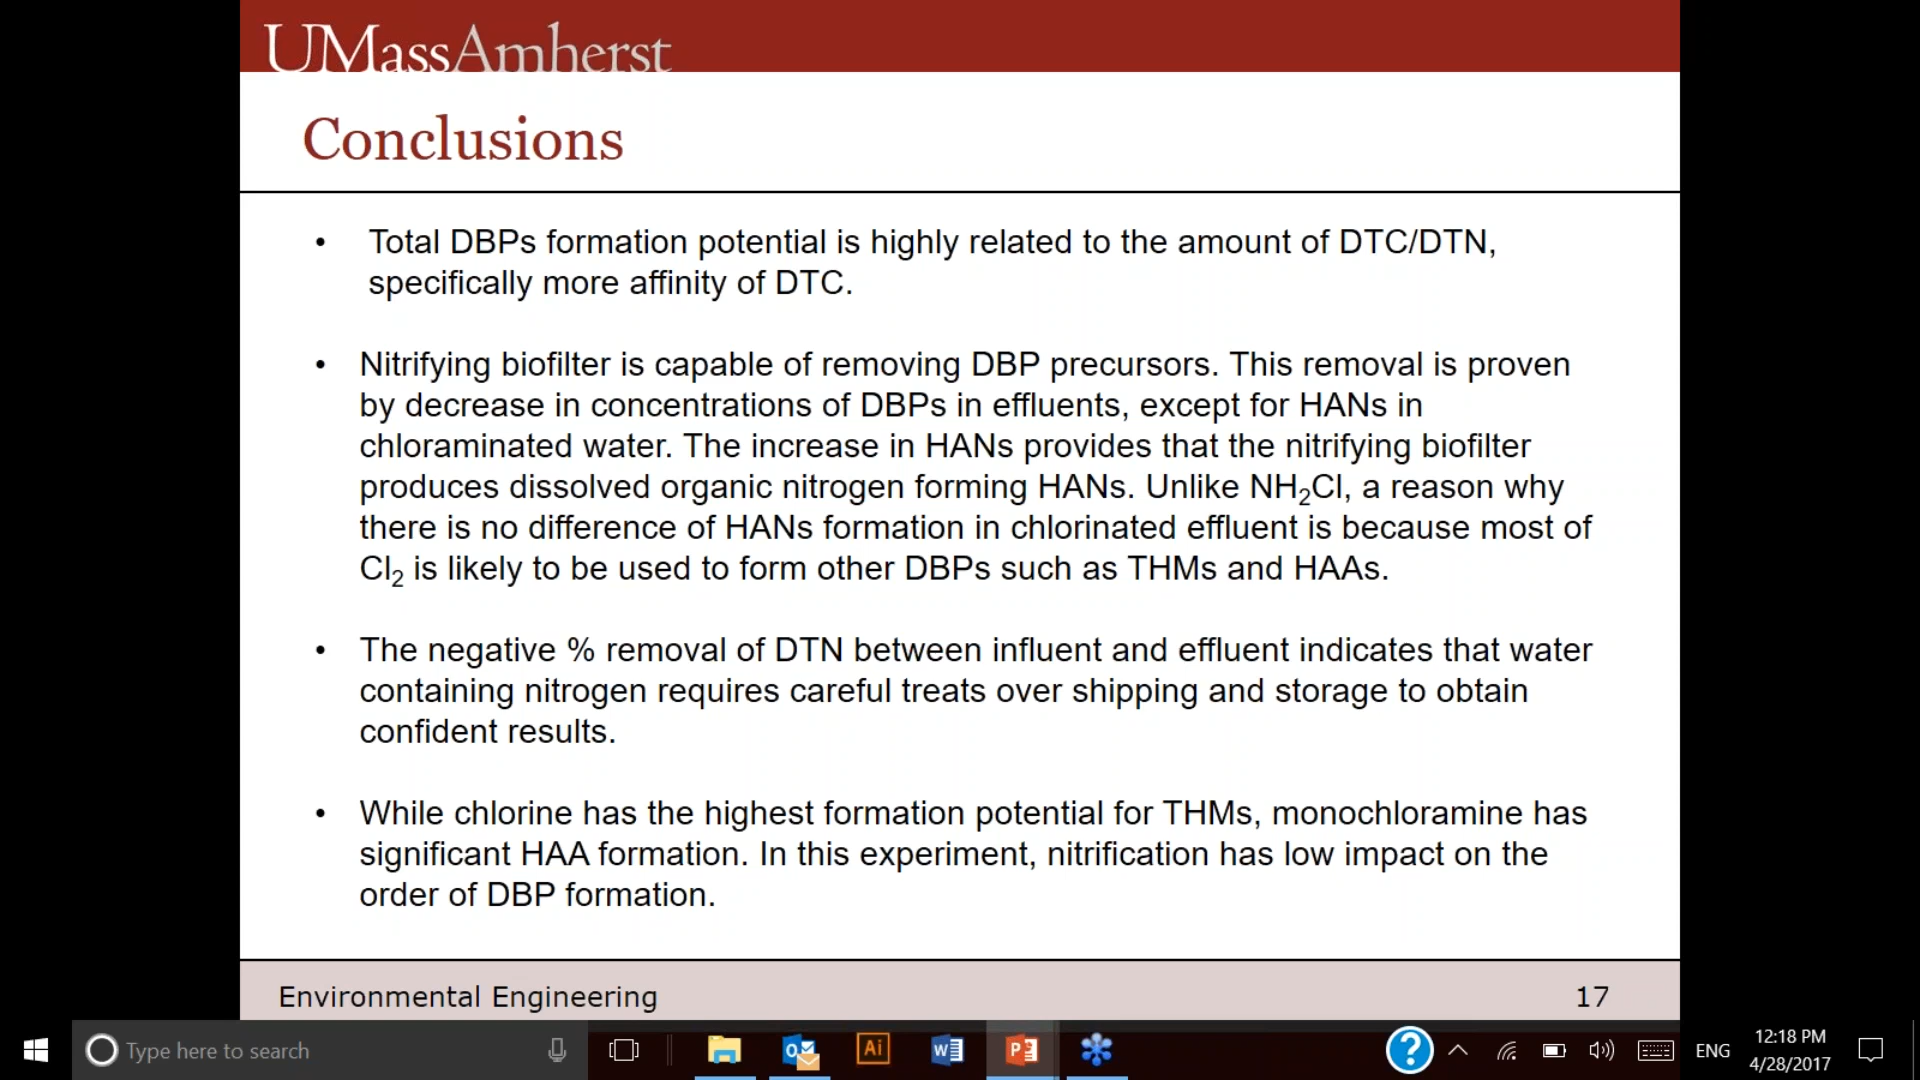 UMassAmherst
Conclusions
• Total DBPs formation potential is highly related to the amount of DTC/DTN,
specifically more affinity of DTC.
• Nitrifying biofilter is capable of removing DBP precursors. This removal is proven
by decrease in concentrations of DBPs in effluents, except for HANs in
chloraminated water. The increase in HANs provides that the nitrifying biofilter
produces dissolved organic nitrogen forming HANs. Unlike NH₂Cl, a reason why
there is no difference of HANs formation in chlorinated effluent is because most of
Cl₂ is likely to be used to form other DBPs such as THMs and HAAs.
• The negative % removal of DTN between influent and effluent indicates that water
containing nitrogen requires careful treats over shipping and storage to obtain
confident results.
• While chlorine has the highest formation potential for THMs, monochloramine has
significant HAA formation. In this experiment, nitrification has low impact on the
order of DBP formation.
Environmental Engineering 17
Type here to search
Ai
ENG
12:18 PM
4/28/2017